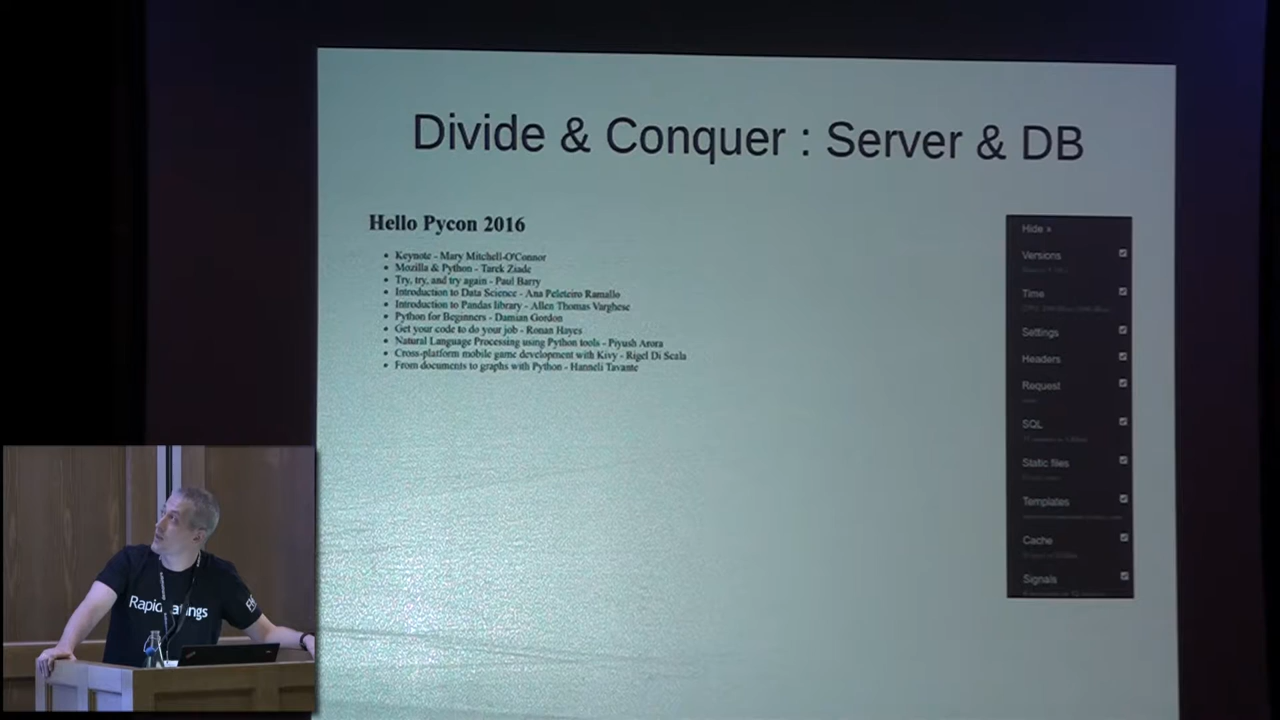 Divide & Conquer : Server & DB
Hello Pycon 2016
• Keynote - Mary Mitchell-O'Connor
• Mozilla & Python - Tarek Ziade
• Try, try, and try again - Paul Barry
• Introduction to Data Science - Ana Peleteiro Ramallo
• Introduction to Pandas library - Allen Thomas Varghese
• Python for Beginners - Damian Gordon
• Get your code to do your job - Ronan Hayes
• Natural Language Processing using Python tools - Piyush Arora
• Cross-platform mobile game development with Kivy - Rigel Di Scala
• From documents to graphs with Python - Hanneli Tavante
Hide »
Versions
Time
Settings
Headers
Request
SQL
Static files
Templates
Cache
Signals